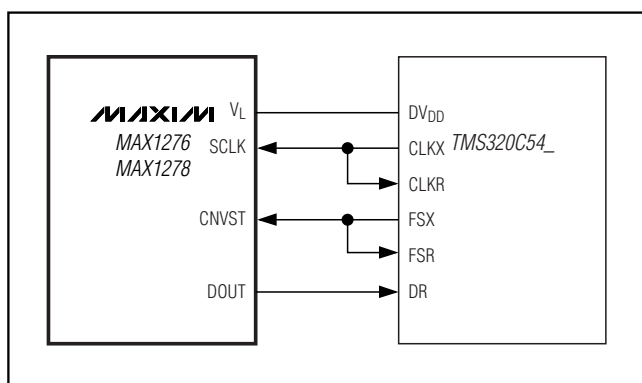 MAXIM
MAX1276
MAX1278
VL
SCLK
CNVST
DOUT
DVDD
CLKX
TMS320C54_
CLKR
FSX
FSR
DR